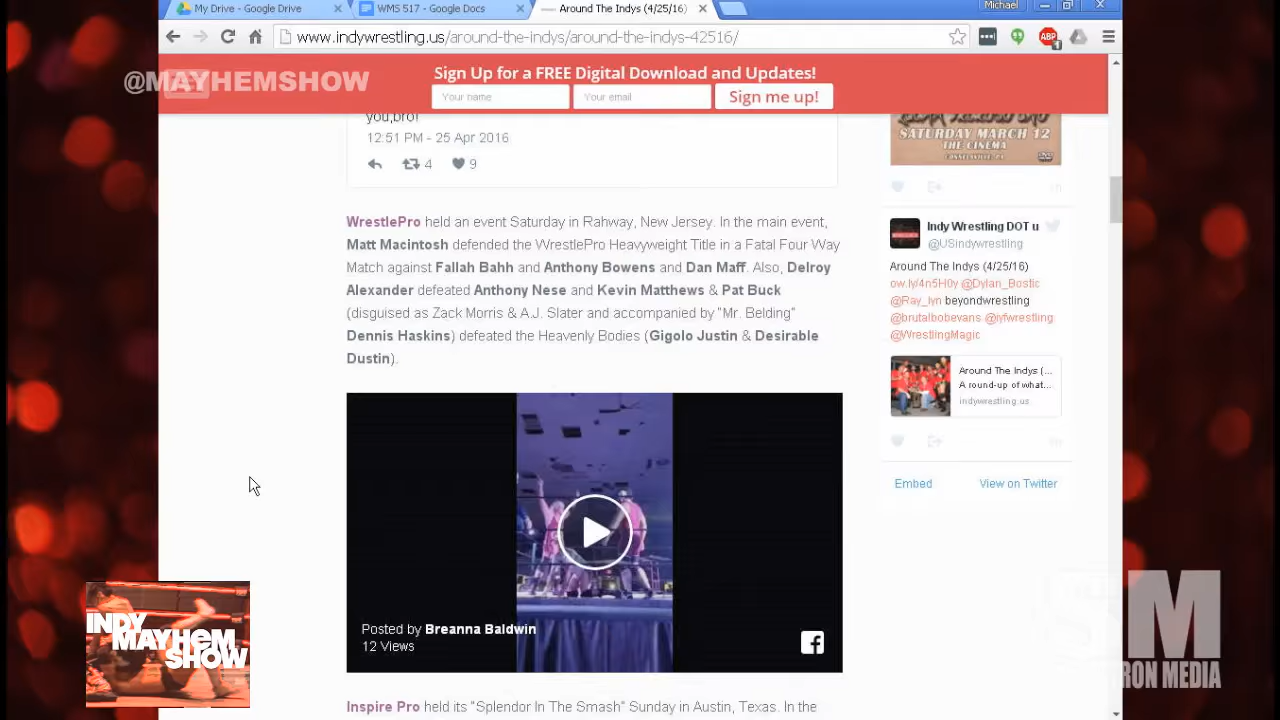 My Drive - Google Drive
WMS 517 - Google Docs
Around The Indys (4/25/16)
Michael
www.indywrestling.us/around-the-indys/around-the-indys-42516/
ABP
1
@MAYHEMSHOW
Sign Up for a FREE Digital Download and Updates!
Your name
Your email
Sign me up!
you,bro!
12:51 PM - 25 Apr 2016
4
9
SATURDAY MARCH 12
THE CINEMA
CONNELLSVILLE, PA
WrestlePro held an event Saturday in Rahway, New Jersey. In the main event,
Matt Macintosh defended the WrestlePro Heavyweight Title in a Fatal Four Way
Match against Fallah Bahh and Anthony Bowens and Dan Maff. Also, Delroy
Alexander defeated Anthony Nese and Kevin Matthews & Pat Buck
(disguised as Zack Morris & A.J. Slater and accompanied by "Mr. Belding"
Dennis Haskins) defeated the Heavenly Bodies (Gigolo Justin & Desirable
Dustin).
Indy Wrestling DOT u
@USindywrestling
Around The Indys (4/25/16)
ow.ly/4n5H0y @Dylan_Bostic
@Ray_lyn beyondwrestling
@brutalbobevans @iyfwrestling
@WrestlingMagic
Around The Indys (...
A round-up of what...
indywrestling.us
Embed
View on Twitter
Posted by Breanna Baldwin
12 Views
Inspire Pro held its "Splendor In The Smash" Sunday in Austin, Texas. In the
INDY
MAYHEM
SHOW
SM
TRON MEDIA